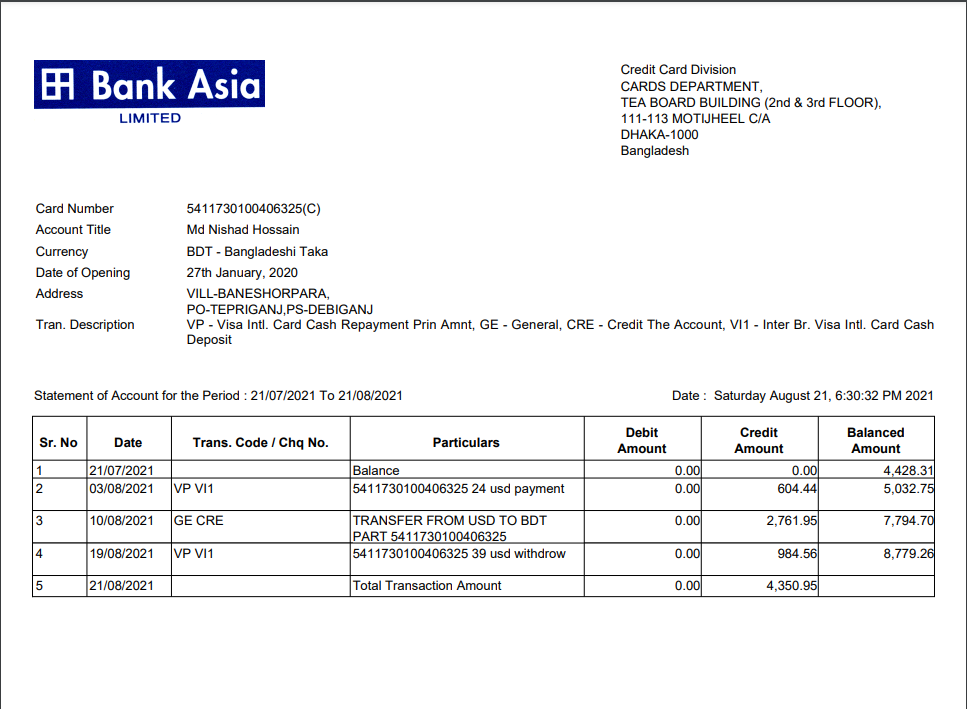 Bank Asia
LIMITED
Credit Card Division
CARDS DEPARTMENT,
TEA BOARD BUILDING (2nd & 3rd FLOOR),
111-113 MOTIJHEEL C/A
DHAKA-1000
Bangladesh
Card Number 5411730100406325(C)
Account Title Md Nishad Hossain
Currency BDT - Bangladeshi Taka
Date of Opening 27th January, 2020
Address VILL-BANESHORPARA,
PO-TEPRIGANJ,PS-DEBIGANJ
Tran. Description VP - Visa Intl. Card Cash Repayment Prin Amnt, GE - General, CRE - Credit The Account, VI1 - Inter Br. Visa Intl. Card Cash
Deposit
Statement of Account for the Period : 21/07/2021 To 21/08/2021 Date : Saturday August 21, 6:30:32 PM 2021
Sr. No Date Trans. Code / Chq No. Particulars Debit Amount Credit Amount Balanced Amount
1 21/07/2021 Balance 0.00 0.00 4,428.31
2 03/08/2021 VP VI1 5411730100406325 24 usd payment 0.00 604.44 5,032.75
3 10/08/2021 GE CRE TRANSFER FROM USD TO BDT 0.00 2,761.95 7,794.70
PART 5411730100406325
4 19/08/2021 VP VI1 5411730100406325 39 usd withdrow 0.00 984.56 8,779.26
5 21/08/2021 Total Transaction Amount 0.00 4,350.95